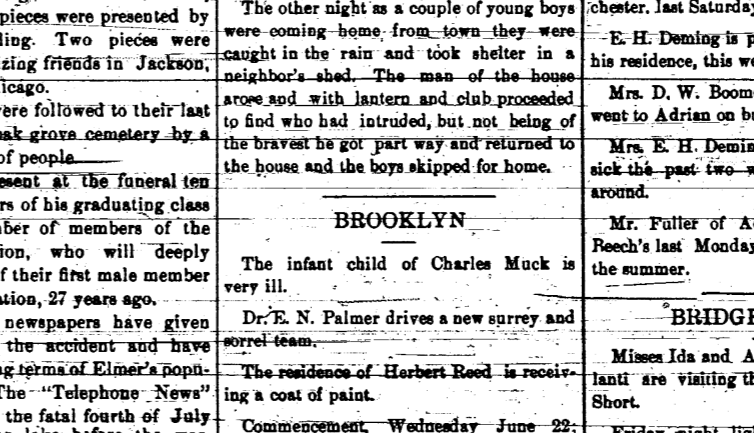 pieces were presented by
ling. Two pieces were
zing friends in Jackson,
icago.
ere followed to their last
ak grove cemetery by a
of people.
esent at the funeral ten
rs of his graduating class
ber of members of the
ion, who will deeply
f their first male member
ation, 27 years ago.
newspapers have given
the accident and have
ng terms of Elmer's popu-
The "Telephone News"
the fatal fourth of July
The other night as a couple of young boys
were coming home from town they were
caught in the rain and took shelter in a
neighbor's shed. The man of the house
arose and with lantern and club proceeded
to find who had intruded, but not being of
the bravest he got part way and returned to
the house and the boys skipped for home.
BROOKLYN
The infant child of Charles Muck is
very ill.
Dr. E. N. Palmer drives a new surrey and
sorrel team.
The residence of Herbert Reed is receiv-
ing a coat of paint.
Commencement, Wednesday June 22;
chester. last Saturday
E. H. Deming is p
his residence, this we
Mrs. D. W. Boom
went to Adrian on bu
Mrs. E. H. Demin
sick the past two w
around.
Mr. Fuller of A
Reech's last Monday
the summer.
BRIDGE
Misses Ida and A
lanti are visiting th
Short.